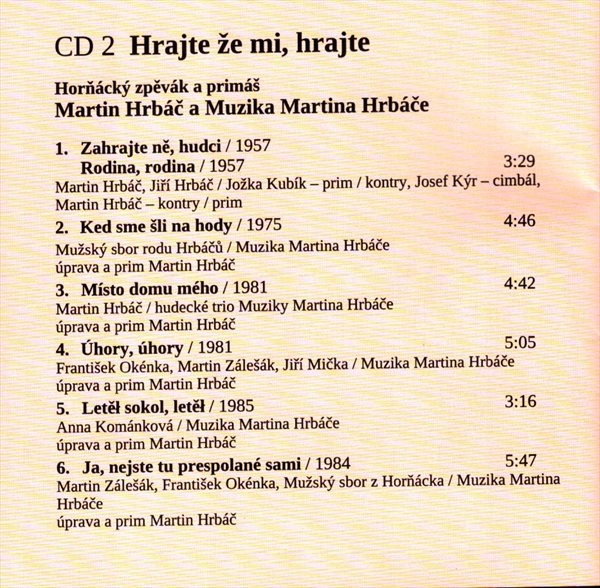 CD 2 Hrajte že mi, hrajte
Horňácký zpěvák a primáš
Martin Hrbáč a Muzika Martina Hrbáče
1. Zahrajte ně, hudci / 1957
Rodina, rodina / 1957 3:29
Martin Hrbáč, Jiří Hrbáč / Jožka Kubík – prim / kontry, Josef Kýr – cimbál,
Martin Hrbáč – kontry / prim
2. Ked sme šli na hody / 1975 4:46
Mužský sbor rodu Hrbáčů / Muzika Martina Hrbáče
úprava a prim Martin Hrbáč
3. Místo domu mého / 1981 4:42
Martin Hrbáč / hudecké trio Muziky Martina Hrbáče
úprava a prim Martin Hrbáč
4. Úhory, úhory / 1981 5:05
František Okénka, Martin Zálešák, Jiří Mička / Muzika Martina Hrbáče
úprava a prim Martin Hrbáč
5. Letěł sokol, letěł / 1985 3:16
Anna Kománková / Muzika Martina Hrbáče
úprava a prim Martin Hrbáč
6. Ja, nejste tu prespolané sami / 1984 5:47
Martin Zálešák, František Okénka, Mužský sbor z Horňácka / Muzika Martina
Hrbáče
úprava a prim Martin Hrbáč